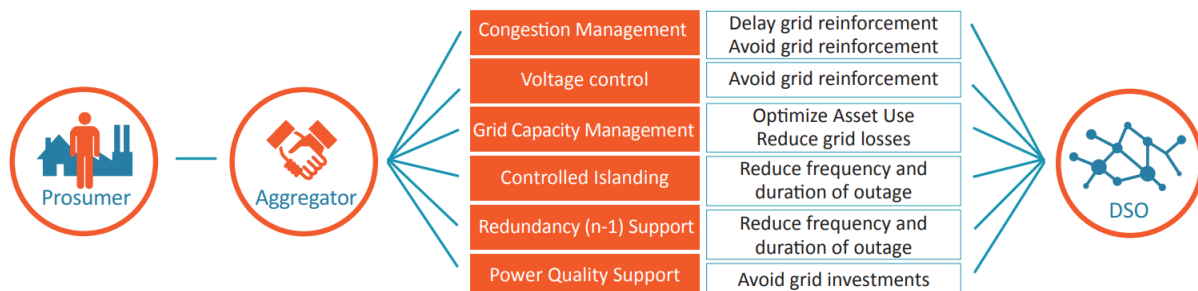 Prosumer
Aggregator
Congestion Management
Delay grid reinforcement
Avoid grid reinforcement
Voltage control
Avoid grid reinforcement
Grid Capacity Management
Optimize Asset Use
Reduce grid losses
Controlled Islanding
Reduce frequency and
duration of outage
Redundancy (n-1) Support
Reduce frequency and
duration of outage
Power Quality Support
Avoid grid investments
DSO